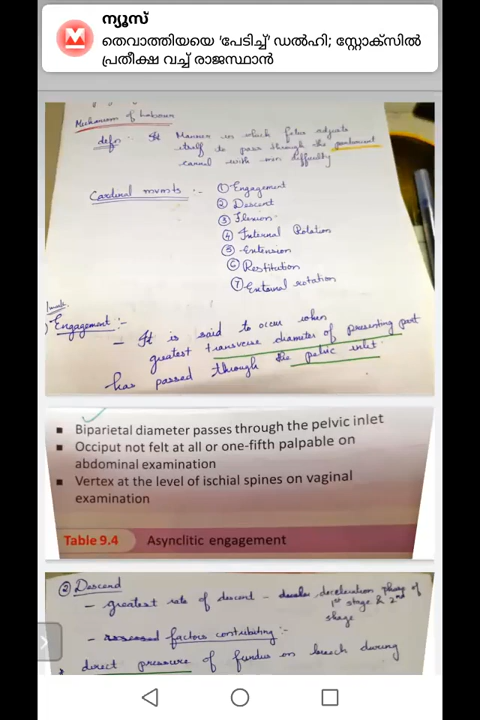 ന്യൂസ്
തെവാത്തിയയെ 'പേടിച്ച്' ഡൽഹി; സ്റ്റോക്സിൽ
പ്രതീക്ഷ വച്ച് രാജസ്ഥാൻ
Mechanism of Labour
defn: Manner in which fetus adjusts
itself to pass through the parturient
canal with min difficulty
Cardinal mvmts :-
① Engagement
② Descent
③ Flexion
④ Internal Rotation
⑤ Extension
⑥ Restitution
⑦ External rotation
Engagement :-
- It is said to occur when
greatest transverse diameter of presenting part
has passed through the pelvic inlet
▪ Biparietal diameter passes through the pelvic inlet
▪ Occiput not felt at all or one-fifth palpable on
abdominal examination
▪ Vertex at the level of ischial spines on vaginal
examination
Table 9.4 Asynclitic engagement
② Descend
- greatest rate of descent - deceleration phase of
1st stage & 2nd
stage
- factors contributing :-
direct pressure of fundus on breech during